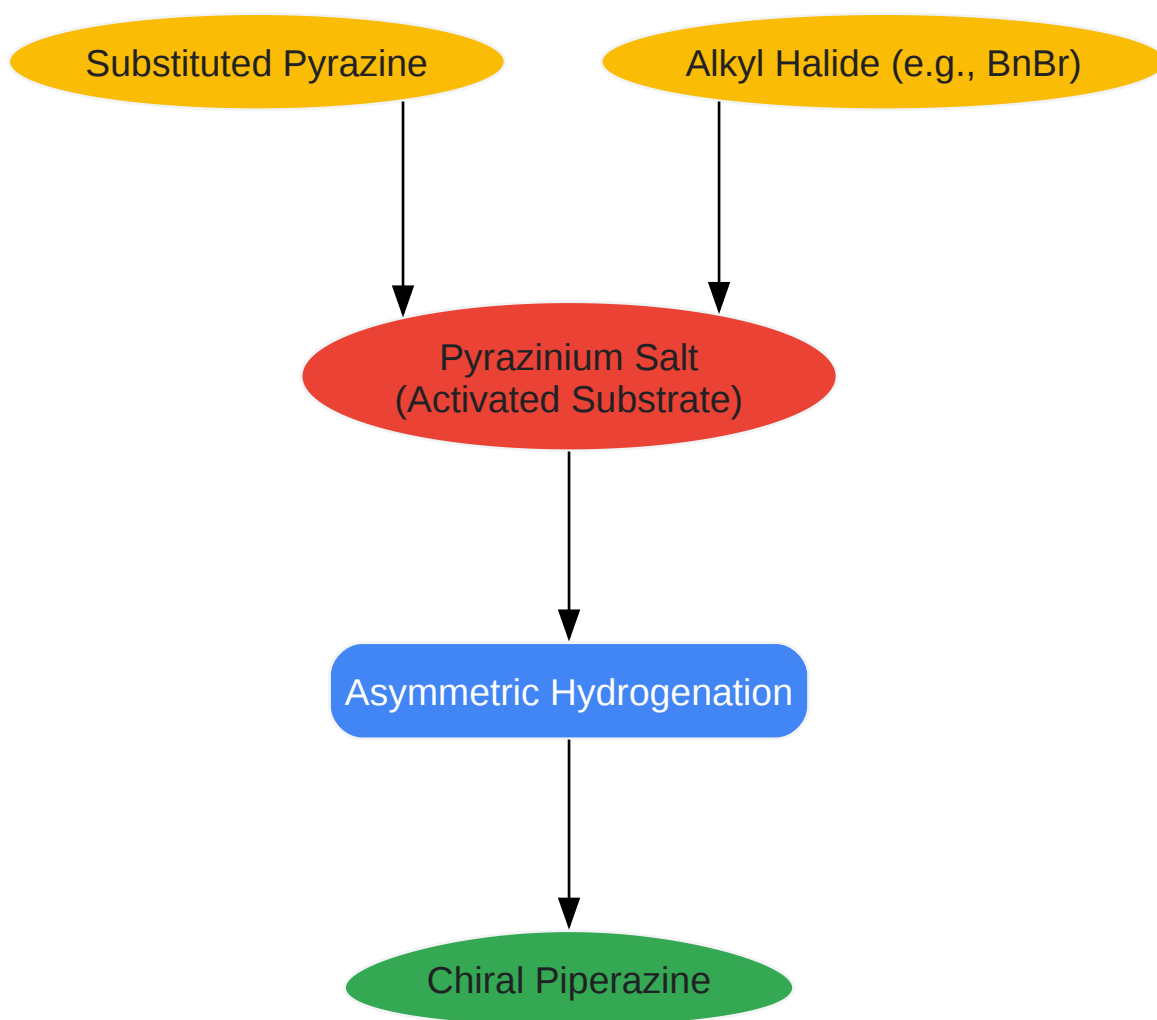 Substituted Pyrazine
Alkyl Halide (e.g., BnBr)
Pyrazinium Salt
(Activated Substrate)
Asymmetric Hydrogenation
Chiral Piperazine